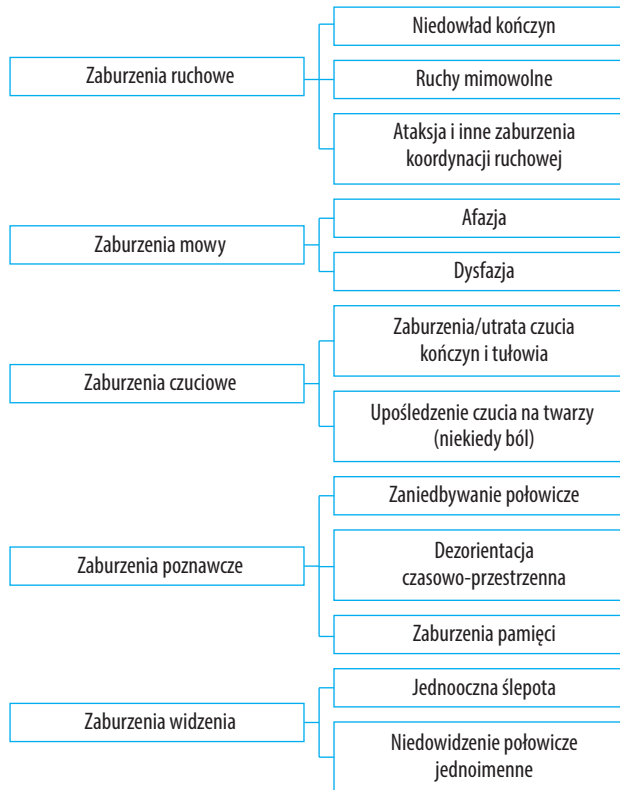 Zaburzenia ruchowe
Niedowład kończyn
Ruchy mimowolne
Ataksja i inne zaburzenia
koordynacji ruchowej
Zaburzenia mowy
Afazja
Dysfazja
Zaburzenia czuciowe
Zaburzenia/utrata czucia
kończyn i tułowia
Upośledzenie czucia na twarzy
(niekiedy ból)
Zaburzenia poznawcze
Zaniedbywanie połowicze
Dezorientacja
czasowo-przestrzenna
Zaburzenia pamięci
Zaburzenia widzenia
Jednooczna ślepota
Niedowidzenie połowicze
jednoimenne